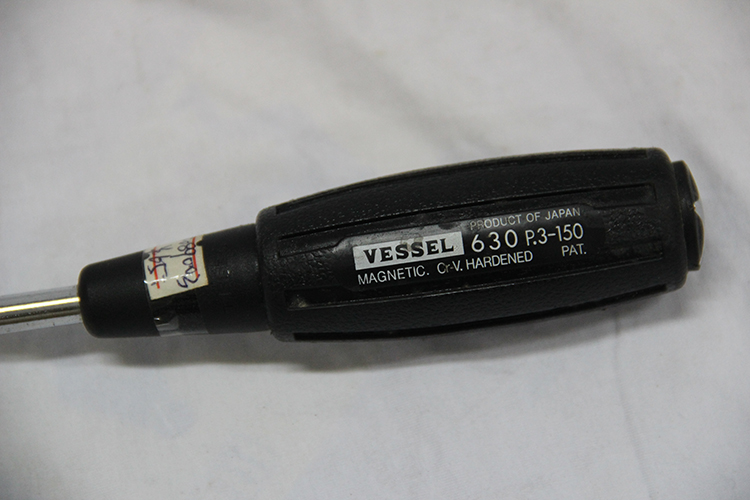 PRODUCT OF JAPAN
VESSEL 630 P.3-150
MAGNETIC. Cr-V. HARDENED PAT.